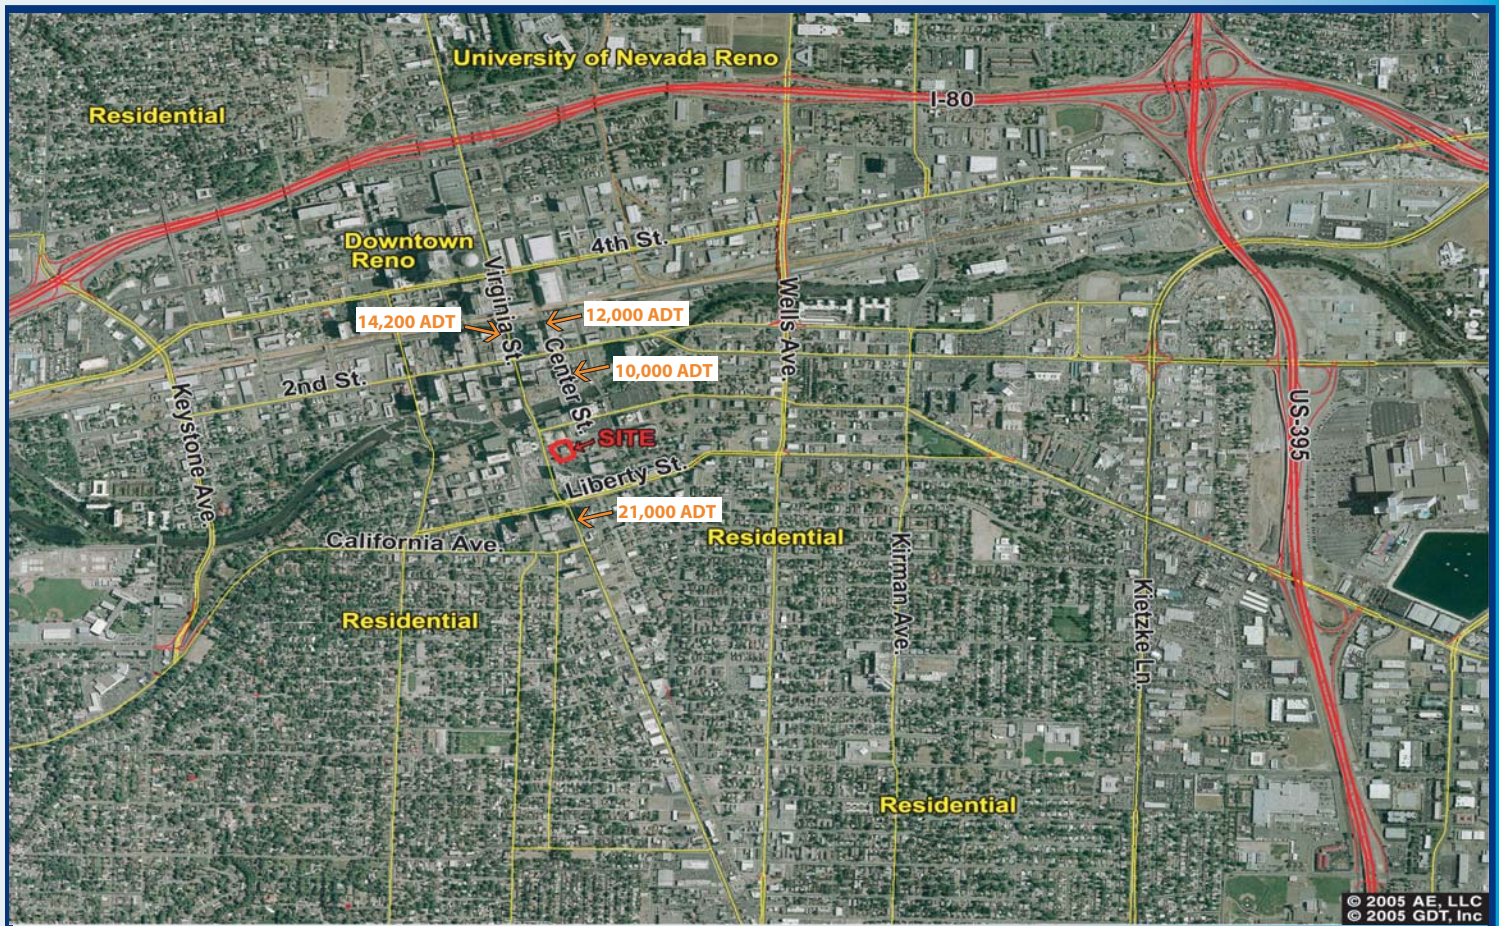 University of Nevada Reno
Residential
I-80
Downtown
Reno
4th St.
Virginia St.
Wells Ave.
14,200 ADT
12,000 ADT
Center St.
10,000 ADT
2nd St.
Keystone Ave
US-395
SITE
Liberty St.
21,000 ADT
California Ave.
Residential
Kirman Ave.
Kietzke Ln.
Residential
Residential
© 2005 AE, LLC
© 2005 GDT, Inc